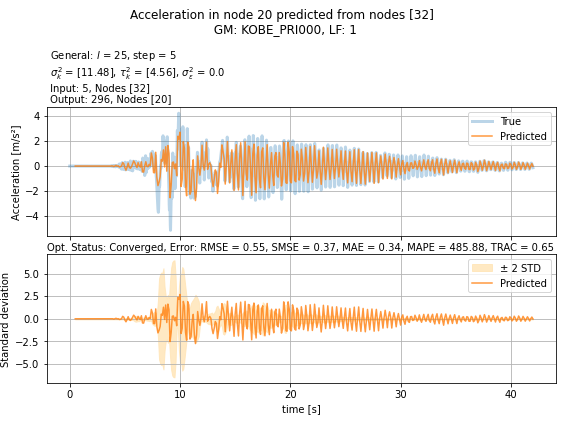 Acceleration in node 20 predicted from nodes [32]
GM: KOBE_PRI000, LF: 1
General: l = 25, step = 5
σ²ₖ = [11.48], τ²ₖ = [4.56], σ²ε = 0.0
Input: 5, Nodes [32]
Output: 296, Nodes [20]
Acceleration [m/s²]
4
2
0
−2
−4
True
Predicted
Opt. Status: Converged, Error: RMSE = 0.55, SMSE = 0.37, MAE = 0.34, MAPE = 485.88, TRAC = 0.65
Standard deviation
5.0
2.5
0.0
−2.5
−5.0
± 2 STD
Predicted
0
10
20
30
40
time [s]